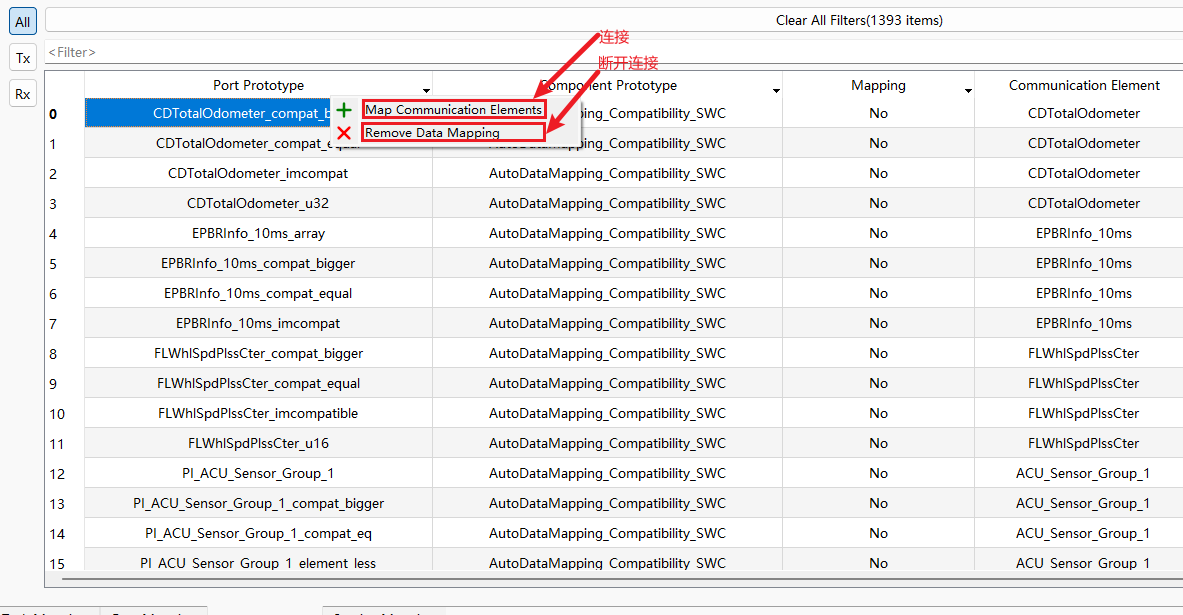 All
Clear All Filters(1393 items)
连接
Tx
<Filter>
断开连接
Rx
Port Prototype Component Prototype Mapping Communication Element
Map Communication Elements
Remove Data Mapping
0 CDTotalOdometer_compat_b AutoDataMapping_Compatibility_SWC No CDTotalOdometer
1 CDTotalOdometer_compat_equal AutoDataMapping_Compatibility_SWC No CDTotalOdometer
2 CDTotalOdometer_imcompat AutoDataMapping_Compatibility_SWC No CDTotalOdometer
3 CDTotalOdometer_u32 AutoDataMapping_Compatibility_SWC No CDTotalOdometer
4 EPBRInfo_10ms_array AutoDataMapping_Compatibility_SWC No EPBRInfo_10ms
5 EPBRInfo_10ms_compat_bigger AutoDataMapping_Compatibility_SWC No EPBRInfo_10ms
6 EPBRInfo_10ms_compat_equal AutoDataMapping_Compatibility_SWC No EPBRInfo_10ms
7 EPBRInfo_10ms_imcompat AutoDataMapping_Compatibility_SWC No EPBRInfo_10ms
8 FLWhlSpdPlssCter_compat_bigger AutoDataMapping_Compatibility_SWC No FLWhlSpdPlssCter
9 FLWhlSpdPlssCter_compat_equal AutoDataMapping_Compatibility_SWC No FLWhlSpdPlssCter
10 FLWhlSpdPlssCter_imcompatible AutoDataMapping_Compatibility_SWC No FLWhlSpdPlssCter
11 FLWhlSpdPlssCter_u16 AutoDataMapping_Compatibility_SWC No FLWhlSpdPlssCter
12 PI_ACU_Sensor_Group_1 AutoDataMapping_Compatibility_SWC No ACU_Sensor_Group_1
13 PI_ACU_Sensor_Group_1_compat_bigger AutoDataMapping_Compatibility_SWC No ACU_Sensor_Group_1
14 PI_ACU_Sensor_Group_1_compat_eq AutoDataMapping_Compatibility_SWC No ACU_Sensor_Group_1
15 PI_ACU_Sensor_Group_1_element_less AutoDataMapping_Compatibility_SWC No ACU_Sensor_Group_1